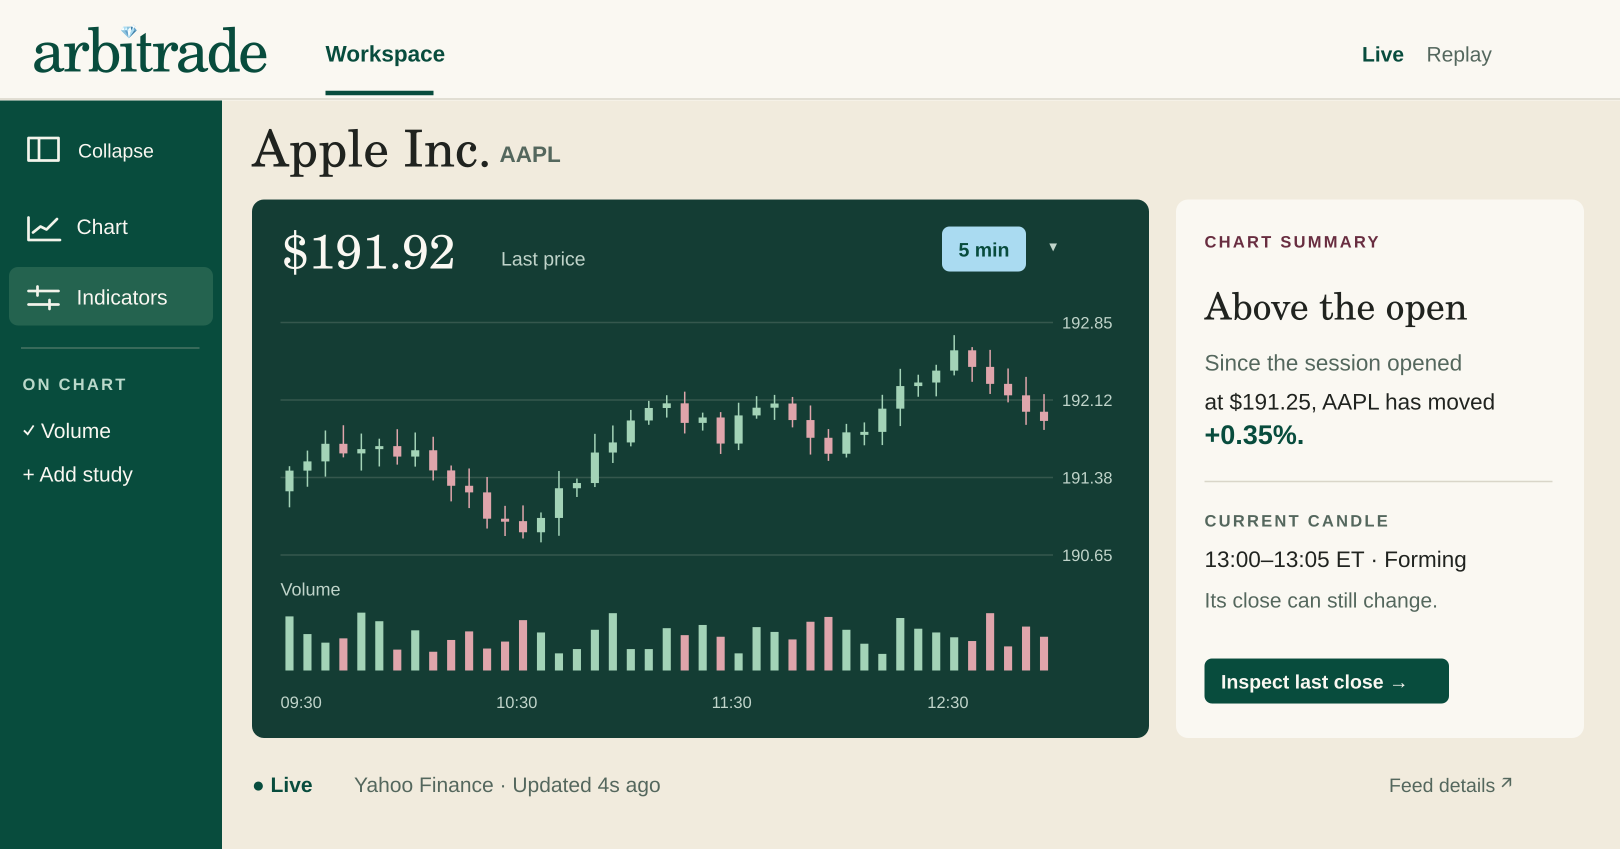 arbitrade
Workspace
Live
Replay
Collapse
Chart
Indicators
ON CHART
✓ Volume
+ Add study
Apple Inc. AAPL
$191.92
Last price
5 min ▼
192.85
192.12
191.38
190.65
Volume
09:30
10:30
11:30
12:30
CHART SUMMARY
Above the open
Since the session opened
at $191.25, AAPL has moved
+0.35%.
CURRENT CANDLE
13:00–13:05 ET · Forming
Its close can still change.
Inspect last close →
● Live
Yahoo Finance · Updated 4s ago
Feed details ↗